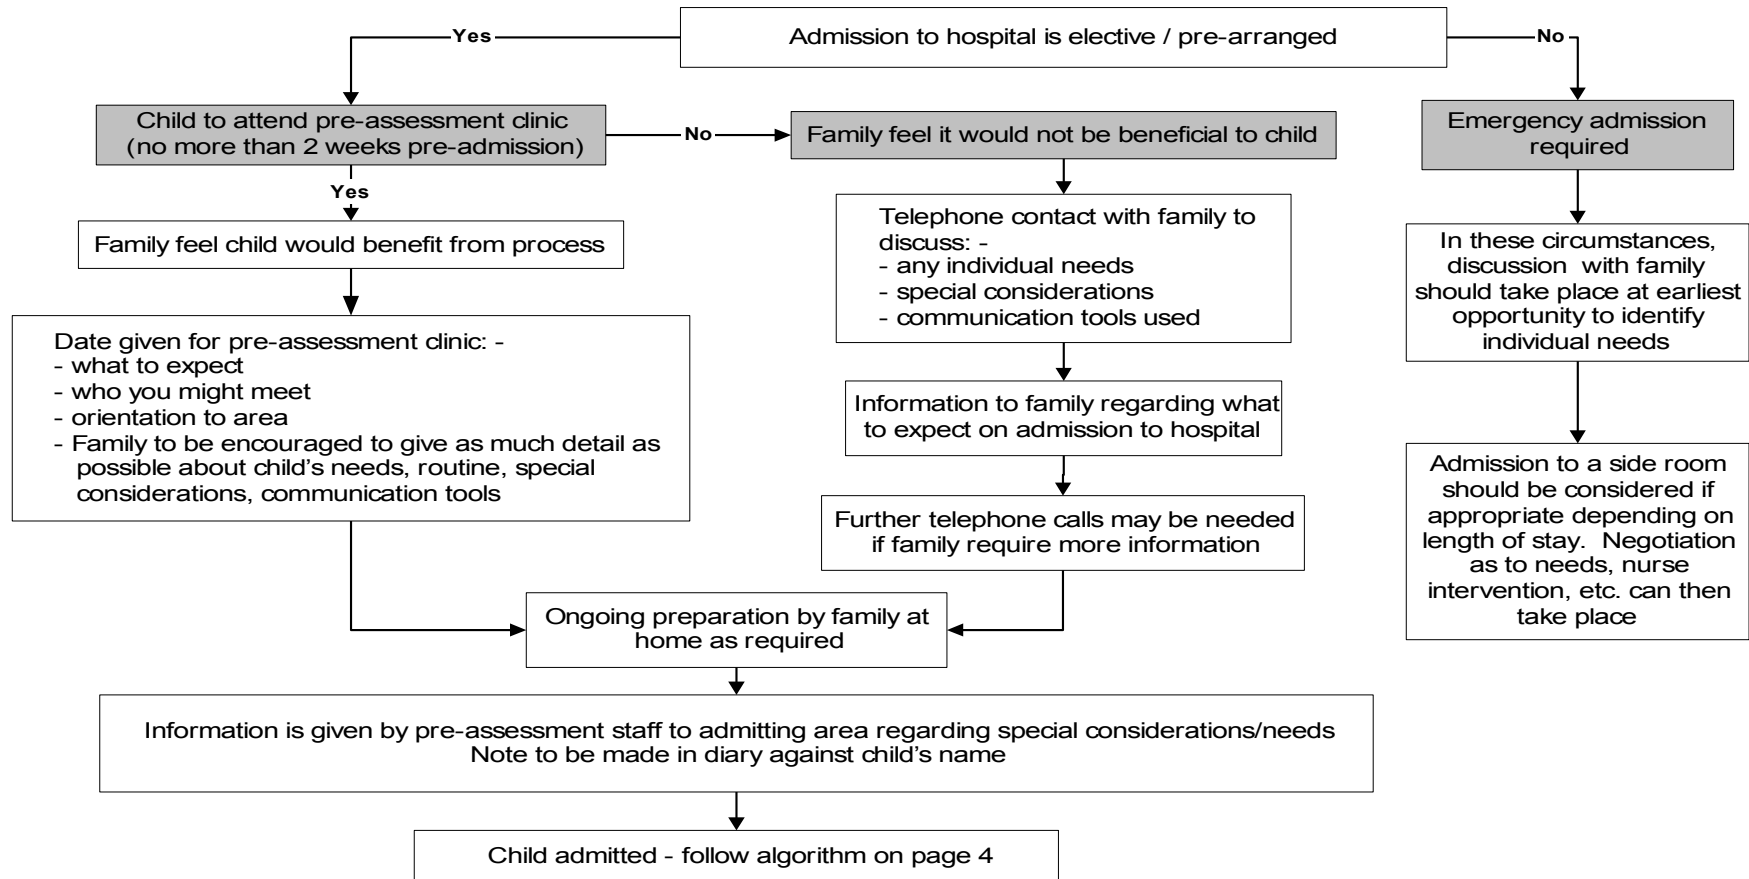 Admission to hospital is elective / pre-arranged
Yes
No
Child to attend pre-assessment clinic
(no more than 2 weeks pre-admission)
No
Family feel it would not be beneficial to child
Emergency admission
required
Yes
Family feel child would benefit from process
Telephone contact with family to
discuss: -
- any individual needs
- special considerations
- communication tools used
In these circumstances,
discussion  with family
should take place at earliest
opportunity to identify
individual needs
Date given for pre-assessment clinic: -
- what to expect
- who you might meet
- orientation to area
- Family to be encouraged to give as much detail as
possible about child's needs, routine, special
considerations, communication tools
Information to family regarding what
to expect on admission to hospital
Admission to a side room
should be considered if
appropriate depending on
length of stay.  Negotiation
as to needs, nurse
intervention, etc. can then
take place
Further telephone calls may be needed
if family require more information
Ongoing preparation by family at
home as required
Information is given by pre-assessment staff to admitting area regarding special considerations/needs
Note to be made in diary against child's name
Child admitted - follow algorithm on page 4